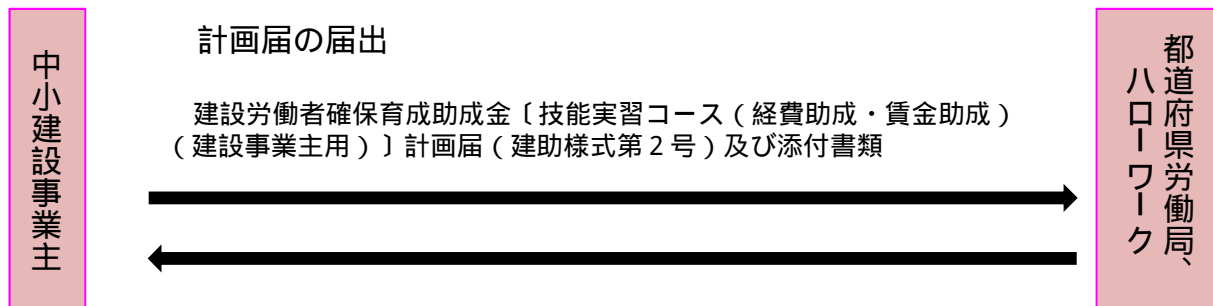 中小建設事業主
計画届の届出
建設労働者確保育成助成金〔技能実習コース(経費助成・賃金助成)
(建設事業主用)〕計画届(建助様式第2号)及び添付書類
都道府県労働局、
ハローワーク